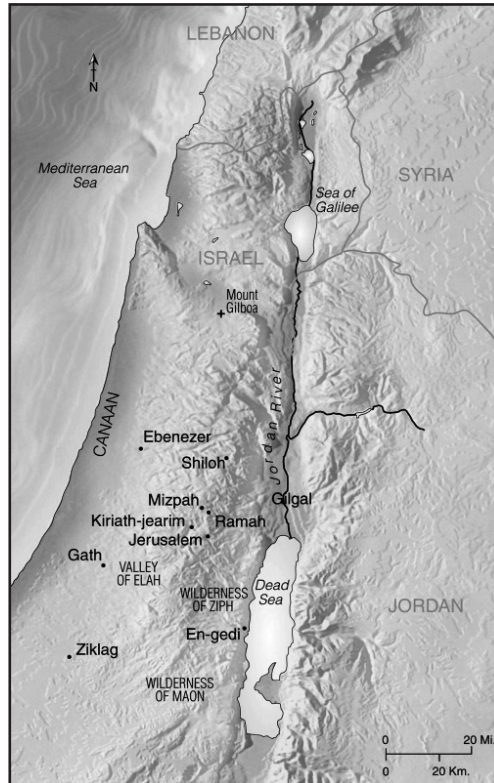 LEBANON
N
Mediterranean
Sea
SYRIA
Sea of
Galilee
ISRAEL
Mount
Gilboa
Jordan River
CANAAN
Ebenezer
Shiloh
Mizpah
Gilgal
Kiriath-jearim
Ramah
Jerusalem
Gath
VALLEY
OF ELAH
WILDERNESS
OF ZIPH
Dead
Sea
JORDAN
En-gedi
Ziklag
WILDERNESS
OF MAON
0 20 Mi.
0 20 Km.